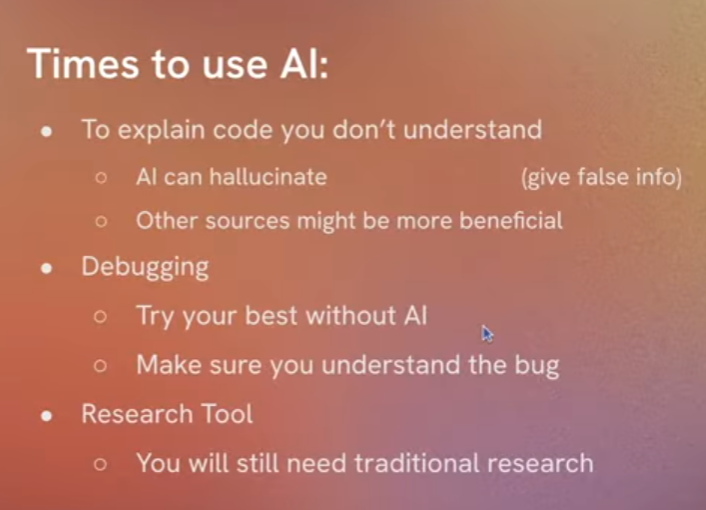 Times to use AI:
● To explain code you don’t understand
○ AI can hallucinate (give false info)
○ Other sources might be more beneficial
● Debugging
○ Try your best without AI
○ Make sure you understand the bug
● Research Tool
○ You will still need traditional research